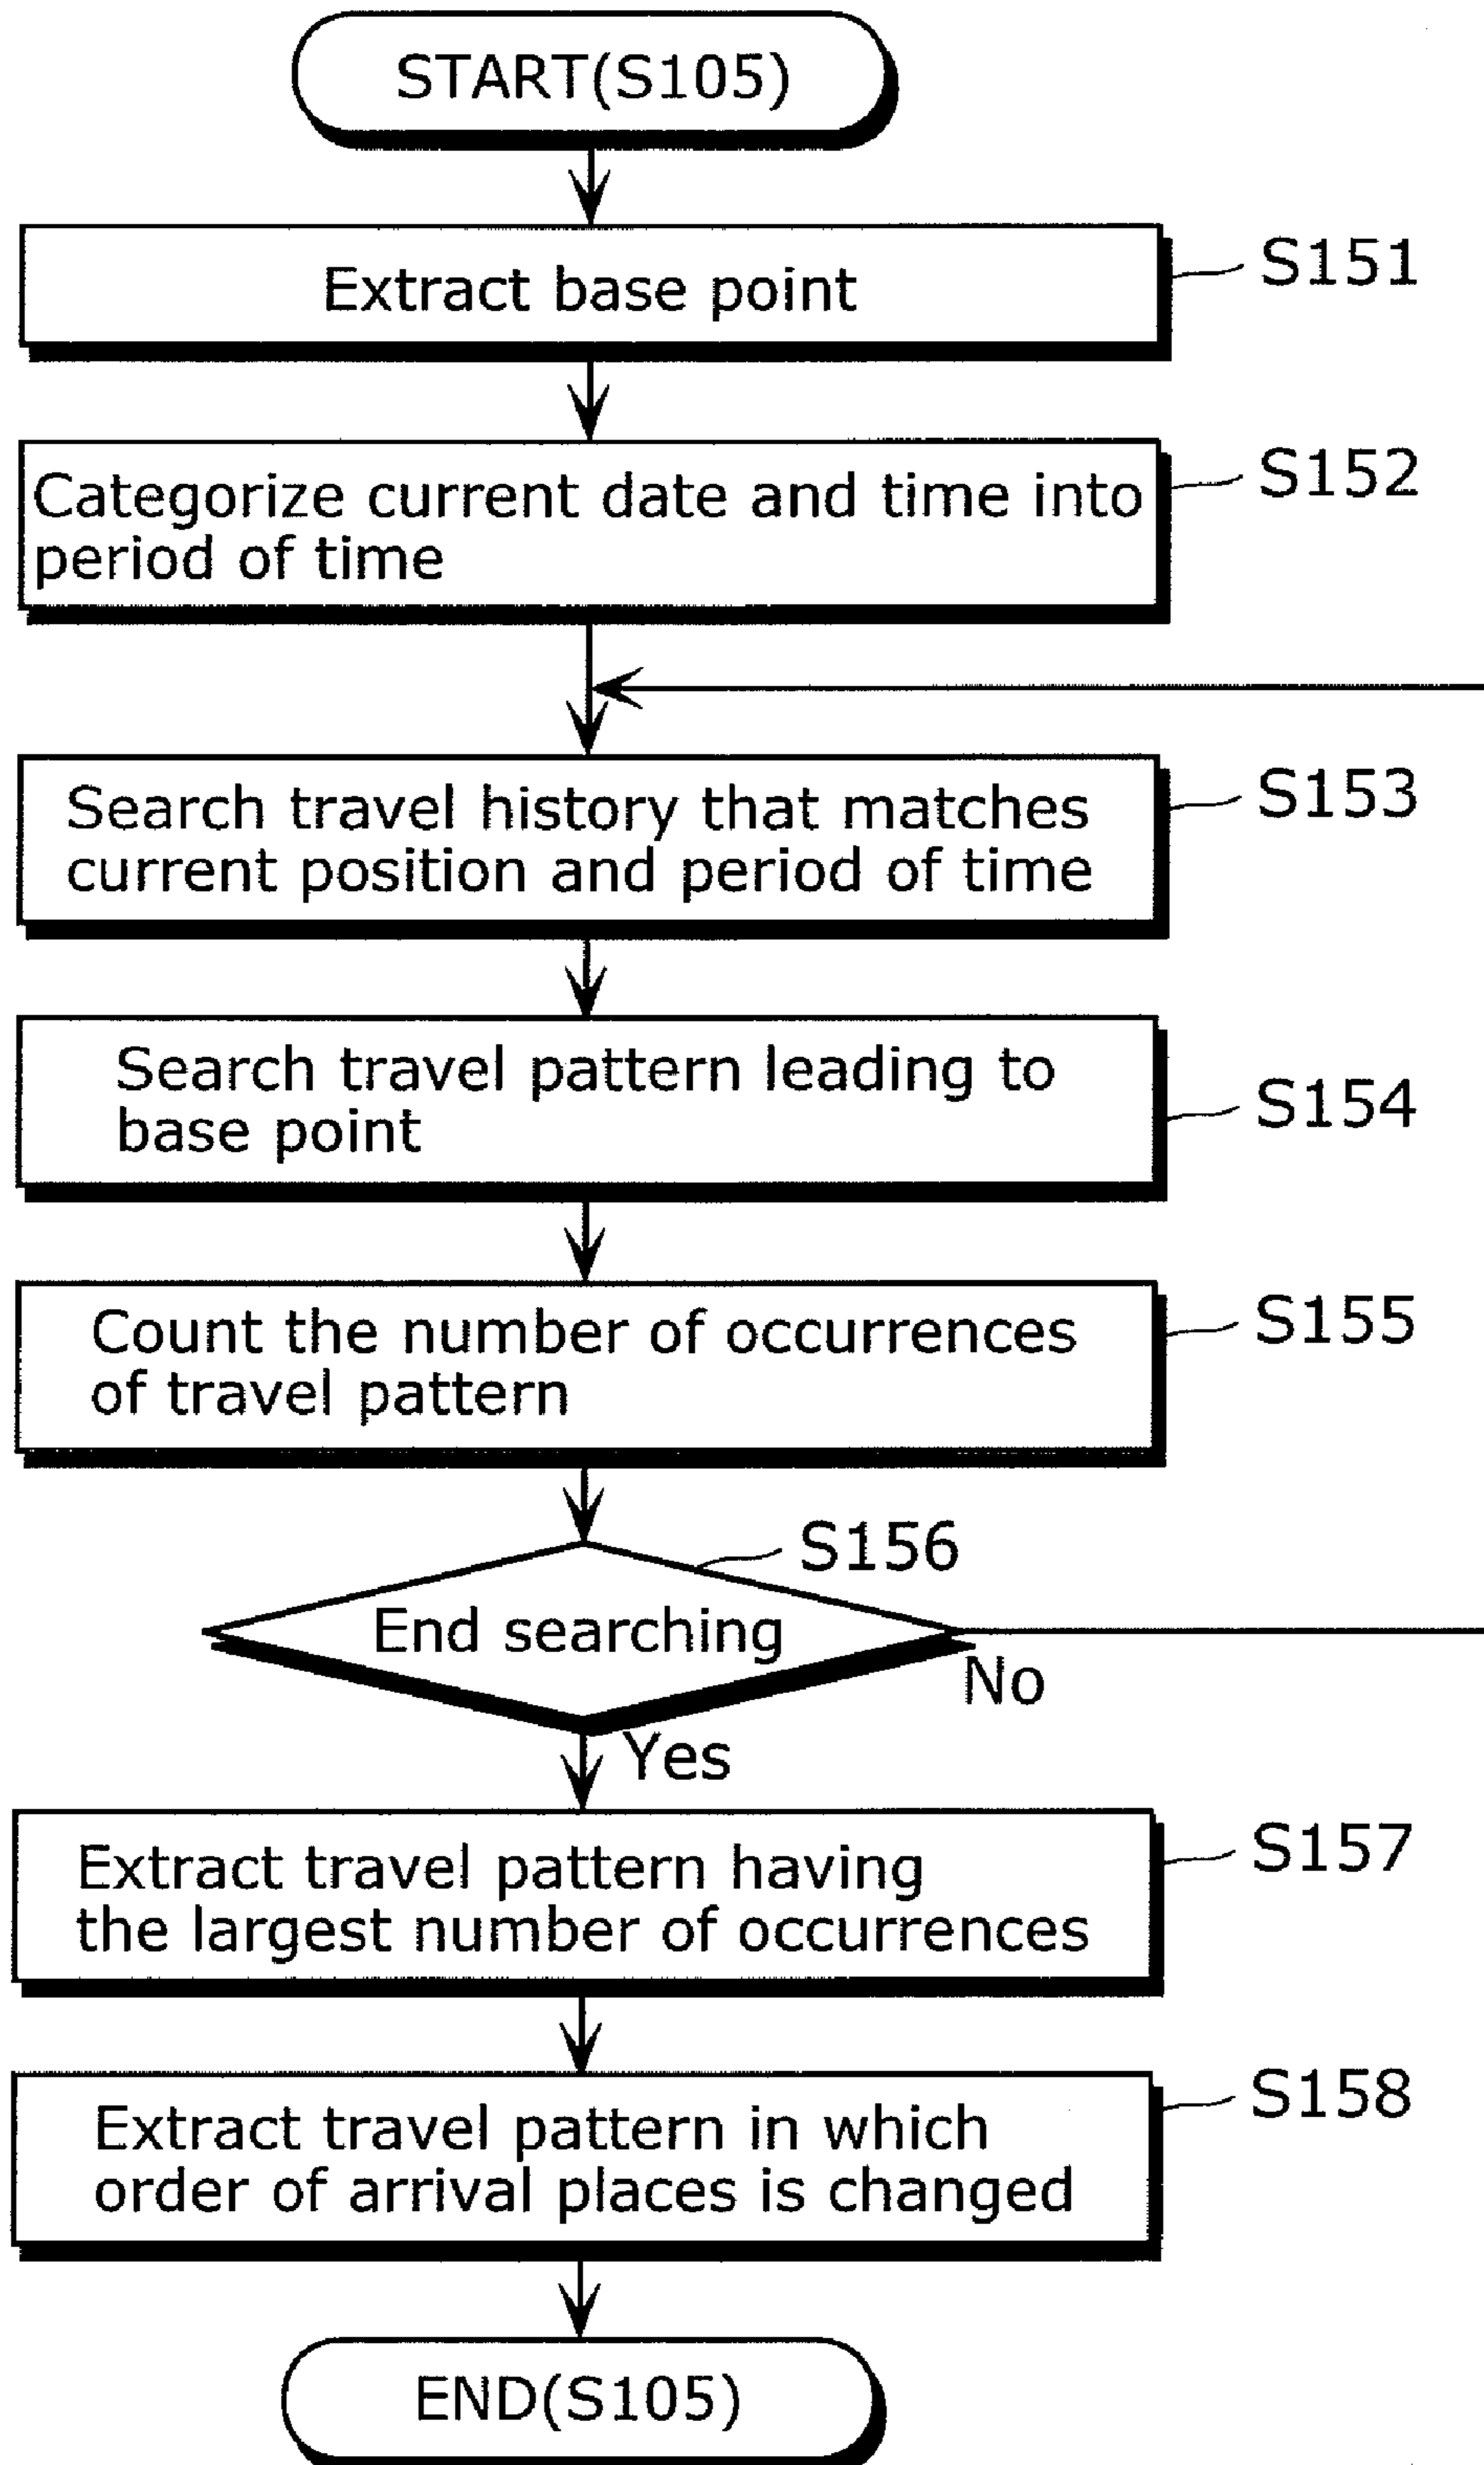 START(S105)
Extract base point
S151
Categorize current date and time into
period of time
S152
Search travel history that matches
current position and period of time
S153
Search travel pattern leading to
base point
S154
Count the number of occurrences
of travel pattern
S155
S156
End searching
No
Yes
Extract travel pattern having
the largest number of occurrences
S157
Extract travel pattern in which
order of arrival places is changed
S158
END(S105)